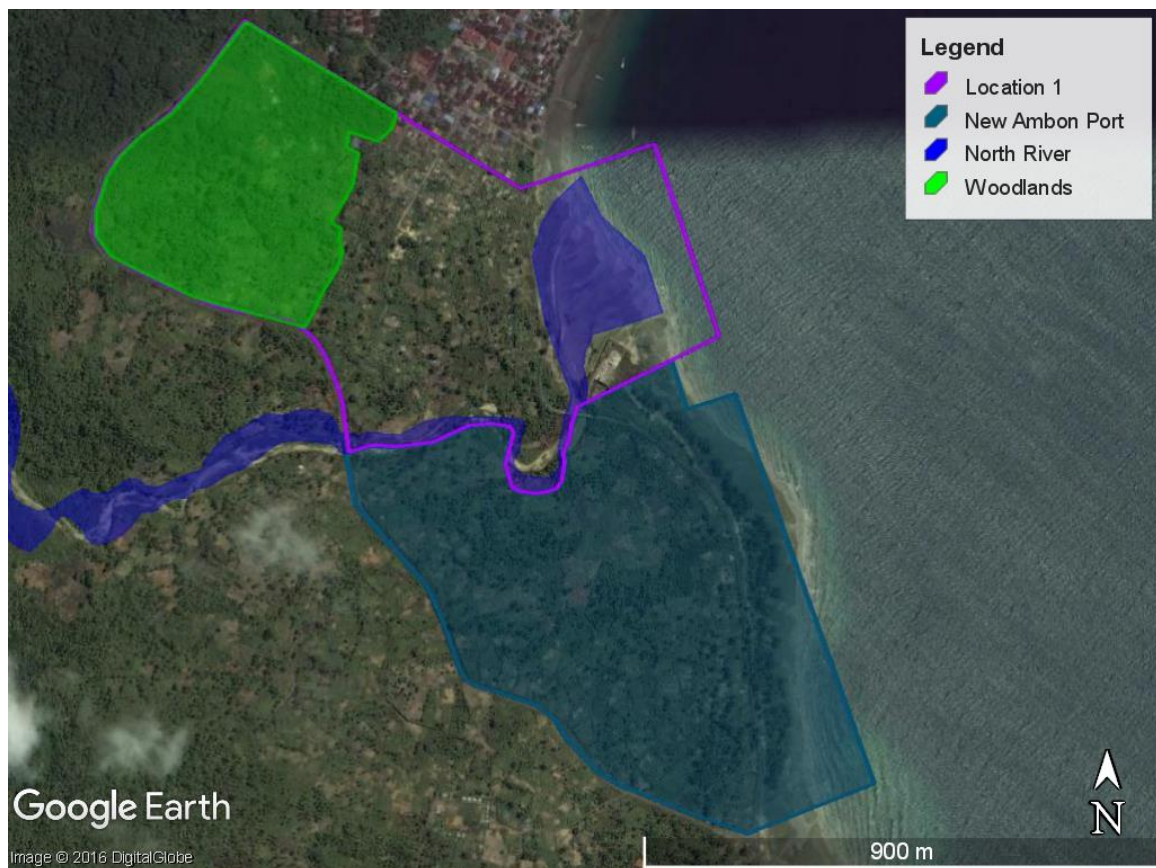 Legend
Location 1
New Ambon Port
North River
Woodlands
Google Earth
N
Image © 2016 DigitalGlobe
900 m